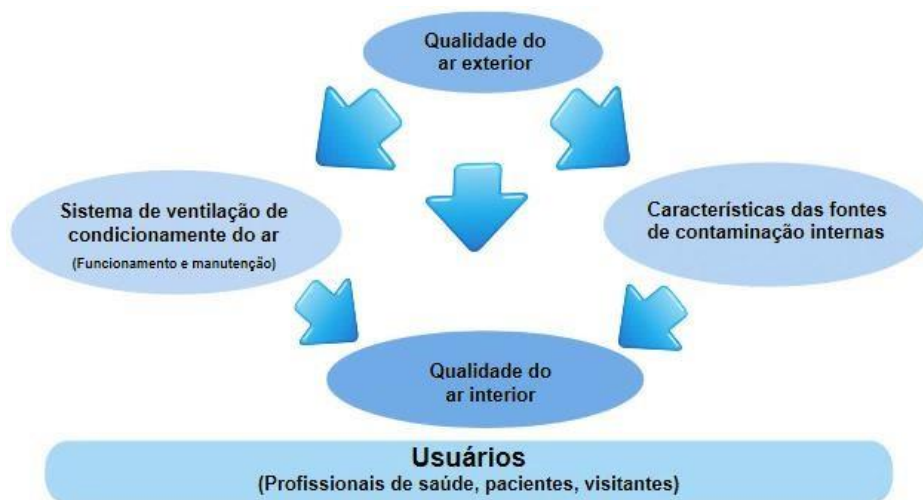 Qualidade do
ar exterior
Sistema de ventilação de
condicionamente do ar
(Funcionamento e manutenção)
Características das fontes
de contaminação internas
Qualidade do
ar interior
Usuários
(Profissionais de saúde, pacientes, visitantes)